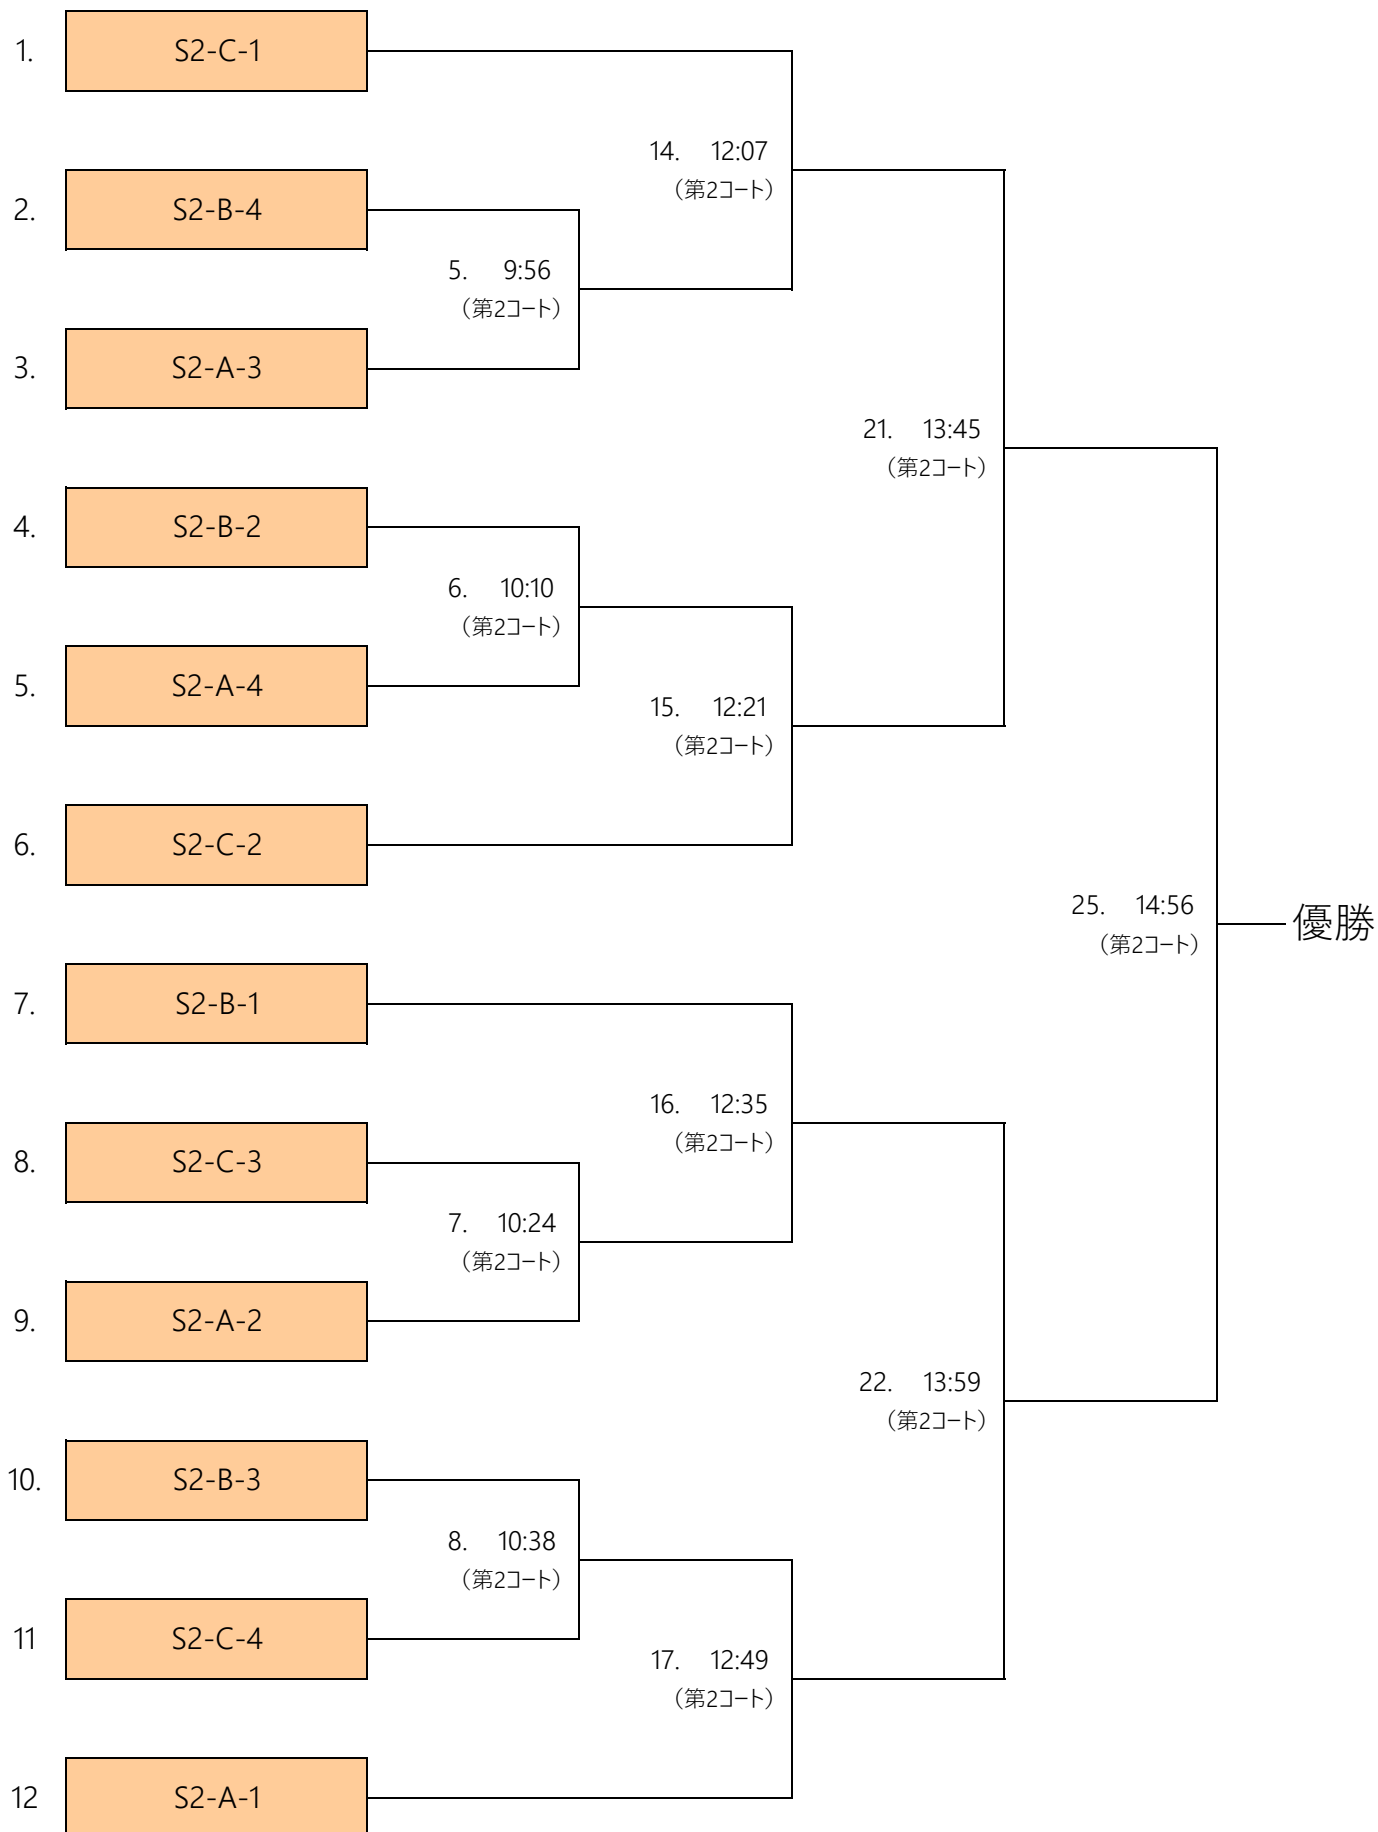 1. S2-C-1
14. 12:07
（第2コート）
2. S2-B-4
5. 9:56
（第2コート）
3. S2-A-3
21. 13:45
（第2コート）
4. S2-B-2
6. 10:10
（第2コート）
5. S2-A-4
15. 12:21
（第2コート）
6. S2-C-2
25. 14:56
（第2コート）
優勝
7. S2-B-1
16. 12:35
（第2コート）
8. S2-C-3
7. 10:24
（第2コート）
9. S2-A-2
22. 13:59
（第2コート）
10. S2-B-3
8. 10:38
（第2コート）
11 S2-C-4
17. 12:49
（第2コート）
12 S2-A-1